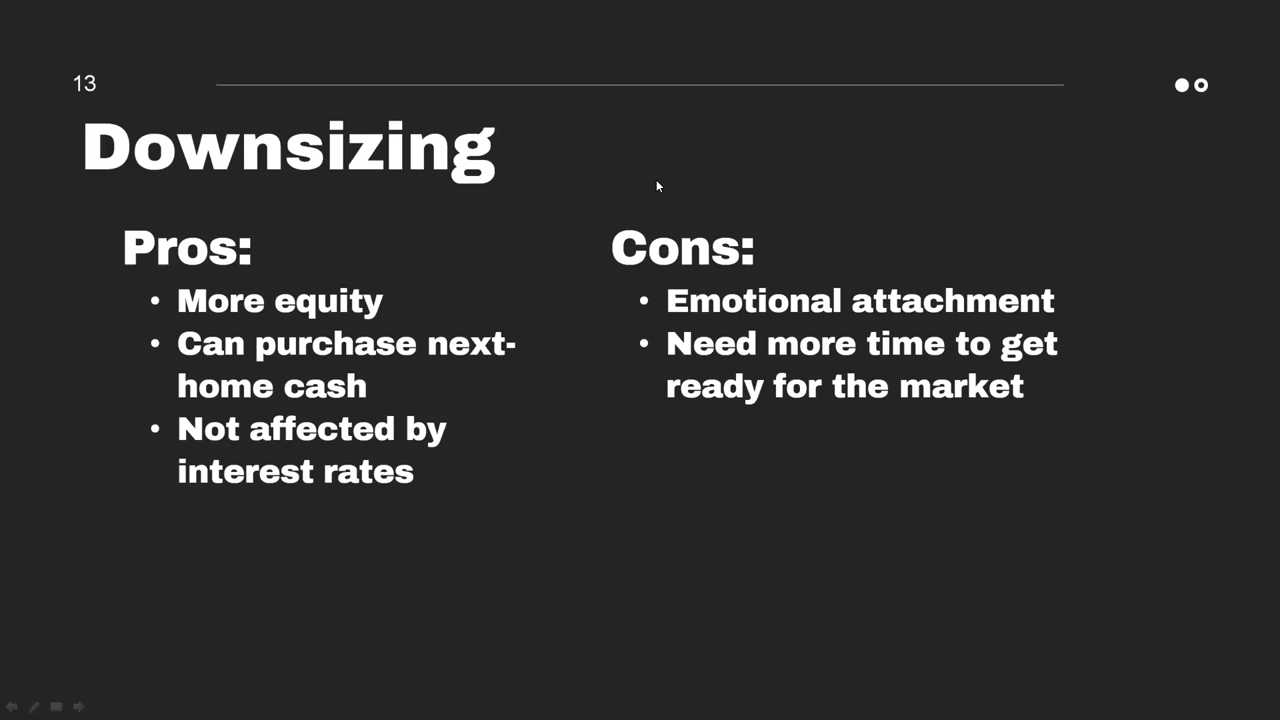 13
Downsizing
Pros:
• More equity
• Can purchase next-
home cash
• Not affected by
interest rates
Cons:
• Emotional attachment
• Need more time to get
ready for the market